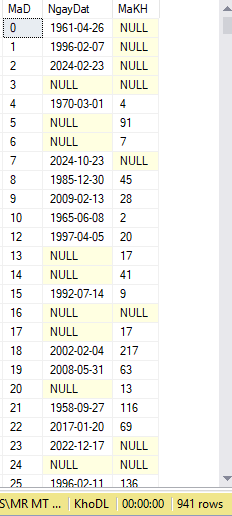 MaD NgayDat MaKH
0 1961-04-26 NULL
1 1996-02-07 NULL
2 2024-02-23 NULL
3 NULL NULL
4 1970-03-01 4
5 NULL 91
6 NULL 7
7 2024-10-23 NULL
8 1985-12-30 45
9 2009-02-13 28
10 1965-06-08 2
12 1997-04-05 20
13 NULL 17
14 NULL 41
15 1992-07-14 9
16 NULL NULL
17 NULL 17
18 2002-02-04 217
19 2008-05-31 63
20 NULL 13
21 1958-09-27 116
22 2017-01-20 69
23 2022-12-17 NULL
24 NULL NULL
25 1996-02-11 136
S\MR MT ... KhoDL 00:00:00 941 rows